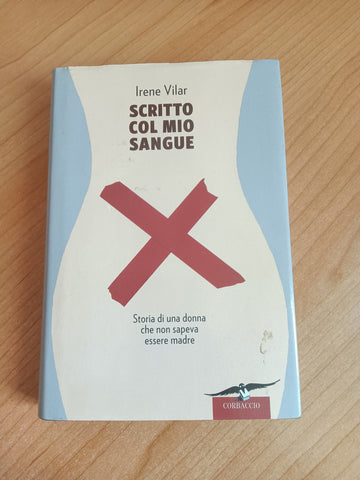 Irene Vilar
SCRITTO
COL MIO
SANGUE
Storia di una donna
che non sapeva
essere madre
CORBACCIO